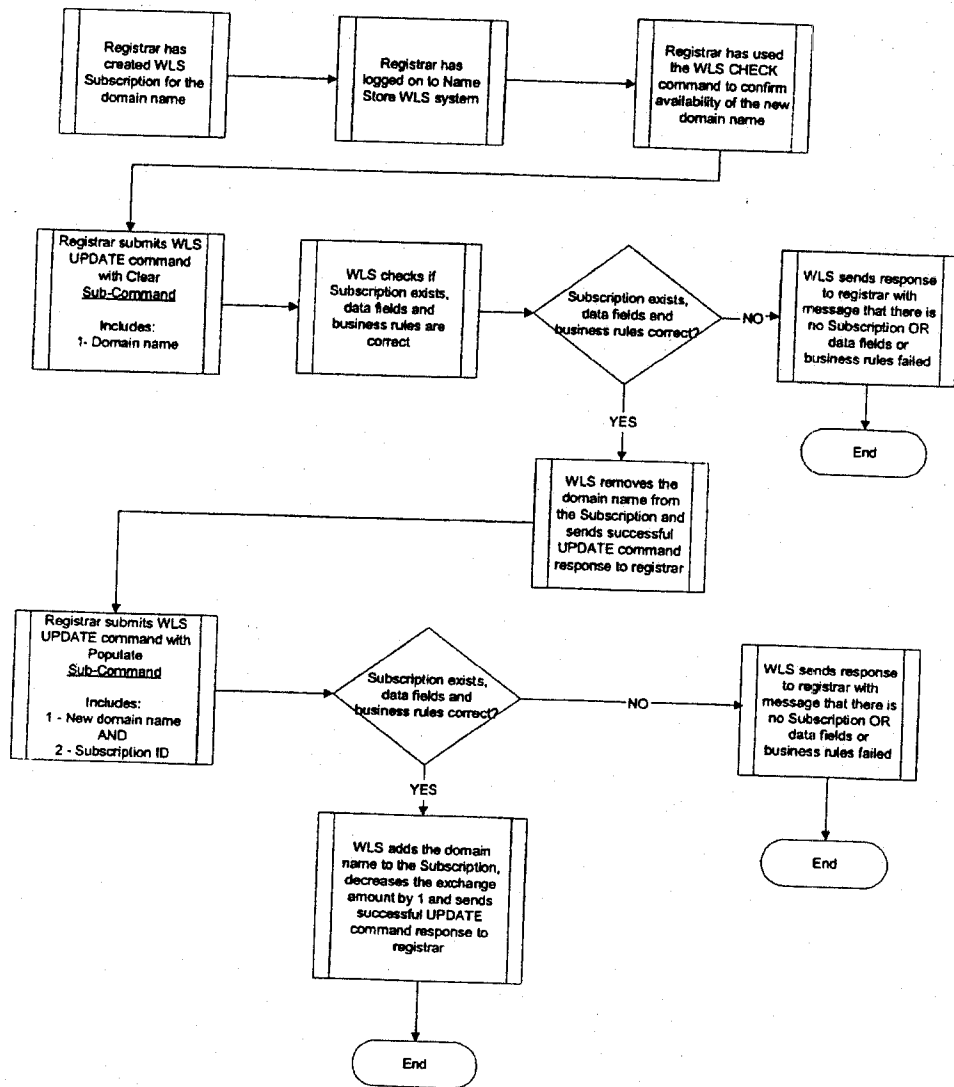 Registrar has
created WLS
Subscription for the
domain name
Registrar has
logged on to Name
Store WLS system
Registrar has used
the WLS CHECK
command to confirm
availability of the new
domain name
Registrar submits WLS
UPDATE command
with Clear
Sub-Command
Includes:
1- Domain name
WLS checks if
Subscription exists,
data fields and
business rules are
correct
Subscription exists,
data fields and
business rules correct?
NO
WLS sends response
to registrar with
message that there is
no Subscription OR
data fields or
business rules failed
YES
End
WLS removes the
domain name from
the Subscription and
sends successful
UPDATE command
response to registrar
Registrar submits WLS
UPDATE command with
Populate
Sub-Command
Includes:
1 - New domain name
AND
2 - Subscription ID
Subscription exists,
data fields and
business rules correct?
NO
WLS sends response
to registrar with
message that there is
no Subscription OR
data fields or
business rules failed
YES
WLS adds the domain
name to the Subscription,
decreases the exchange
amount by 1 and sends
successful UPDATE
command response to
registrar
End
End